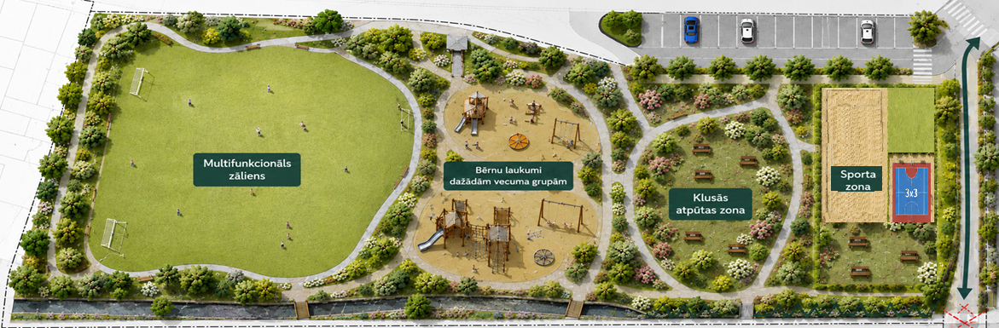 Multifunkcionāls
zāliens
Bērnu laukumi
dažādām vecuma grupām
Klusās
atpūtas zona
Sporta
zona
3x3